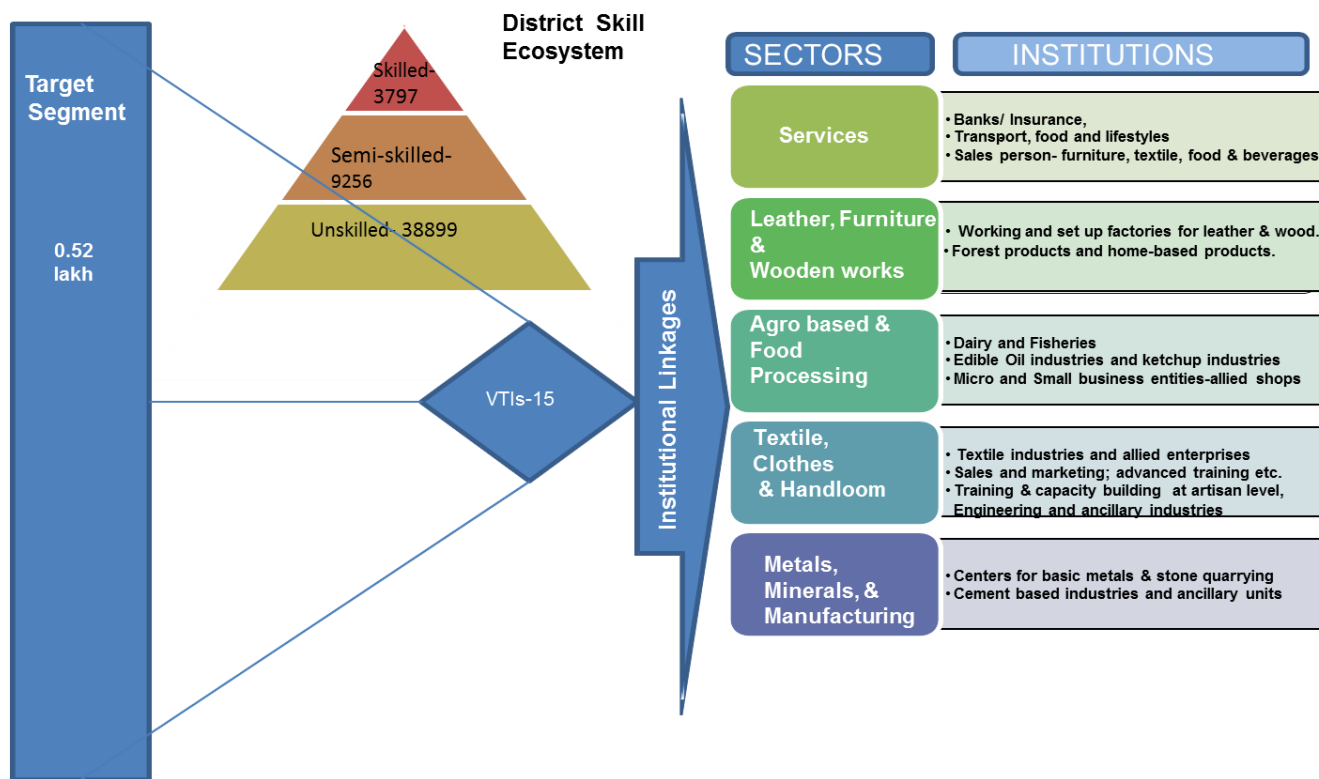 District Skill
Ecosystem
Target
Segment
0.52
lakh
Skilled-
3797
Semi-skilled-
9256
Unskilled- 38899
VTIs-15
Institutional Linkages
SECTORS
INSTITUTIONS
Services
• Banks/ Insurance,
• Transport, food and lifestyles
• Sales person- furniture, textile, food & beverages
Leather, Furniture
&
Wooden works
• Working and set up factories for leather & wood.
• Forest products and home-based products.
Agro based &
Food
Processing
• Dairy and Fisheries
• Edible Oil industries and ketchup industries
• Micro and Small business entities-allied shops
Textile,
Clothes
& Handloom
• Textile industries and allied enterprises
• Sales and marketing; advanced training etc.
• Training & capacity building at artisan level,
Engineering and ancillary industries
Metals,
Minerals, &
Manufacturing
• Centers for basic metals & stone quarrying
• Cement based industries and ancillary units